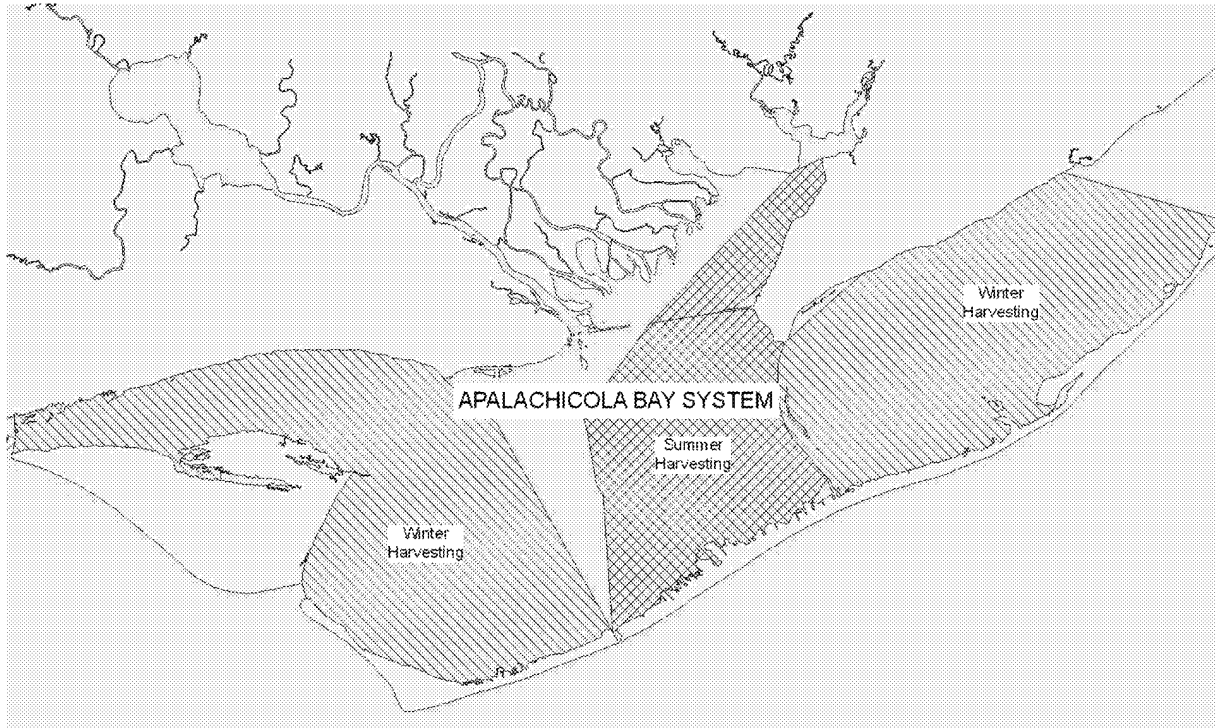 Winter
Harvesting
APALACHICOLA BAY SYSTEM
Summer
Harvesting
Winter
Harvesting